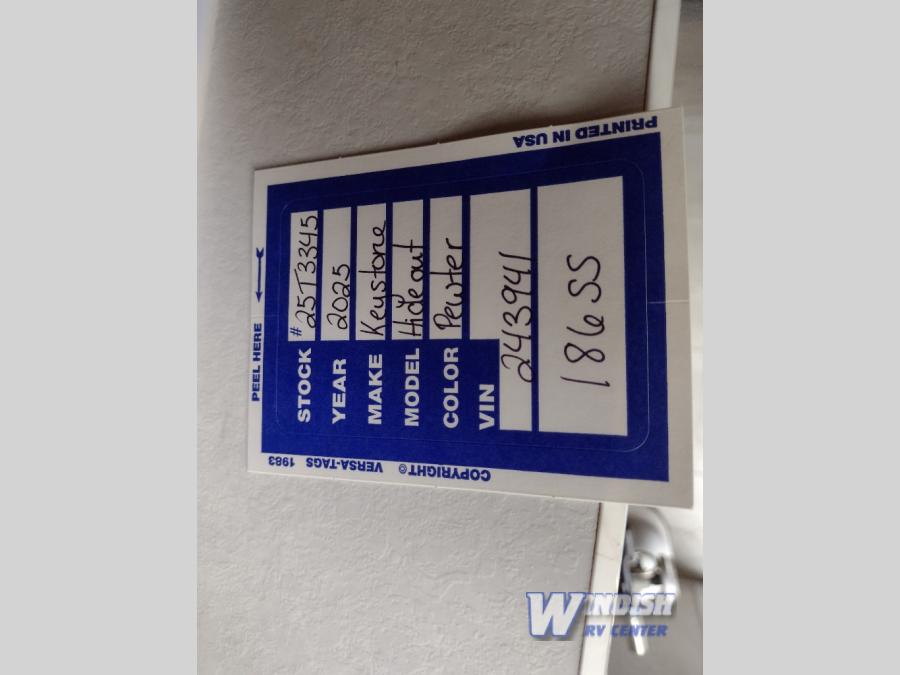 PEEL HERE
STOCK #25T3345
YEAR 2025
MAKE Keystone
MODEL Hideout
COLOR Pewter
VIN 243941
186SS
COPYRIGHT © VERSA-TAGS 1983
PRINTED IN USA
WINDISH
RV CENTER